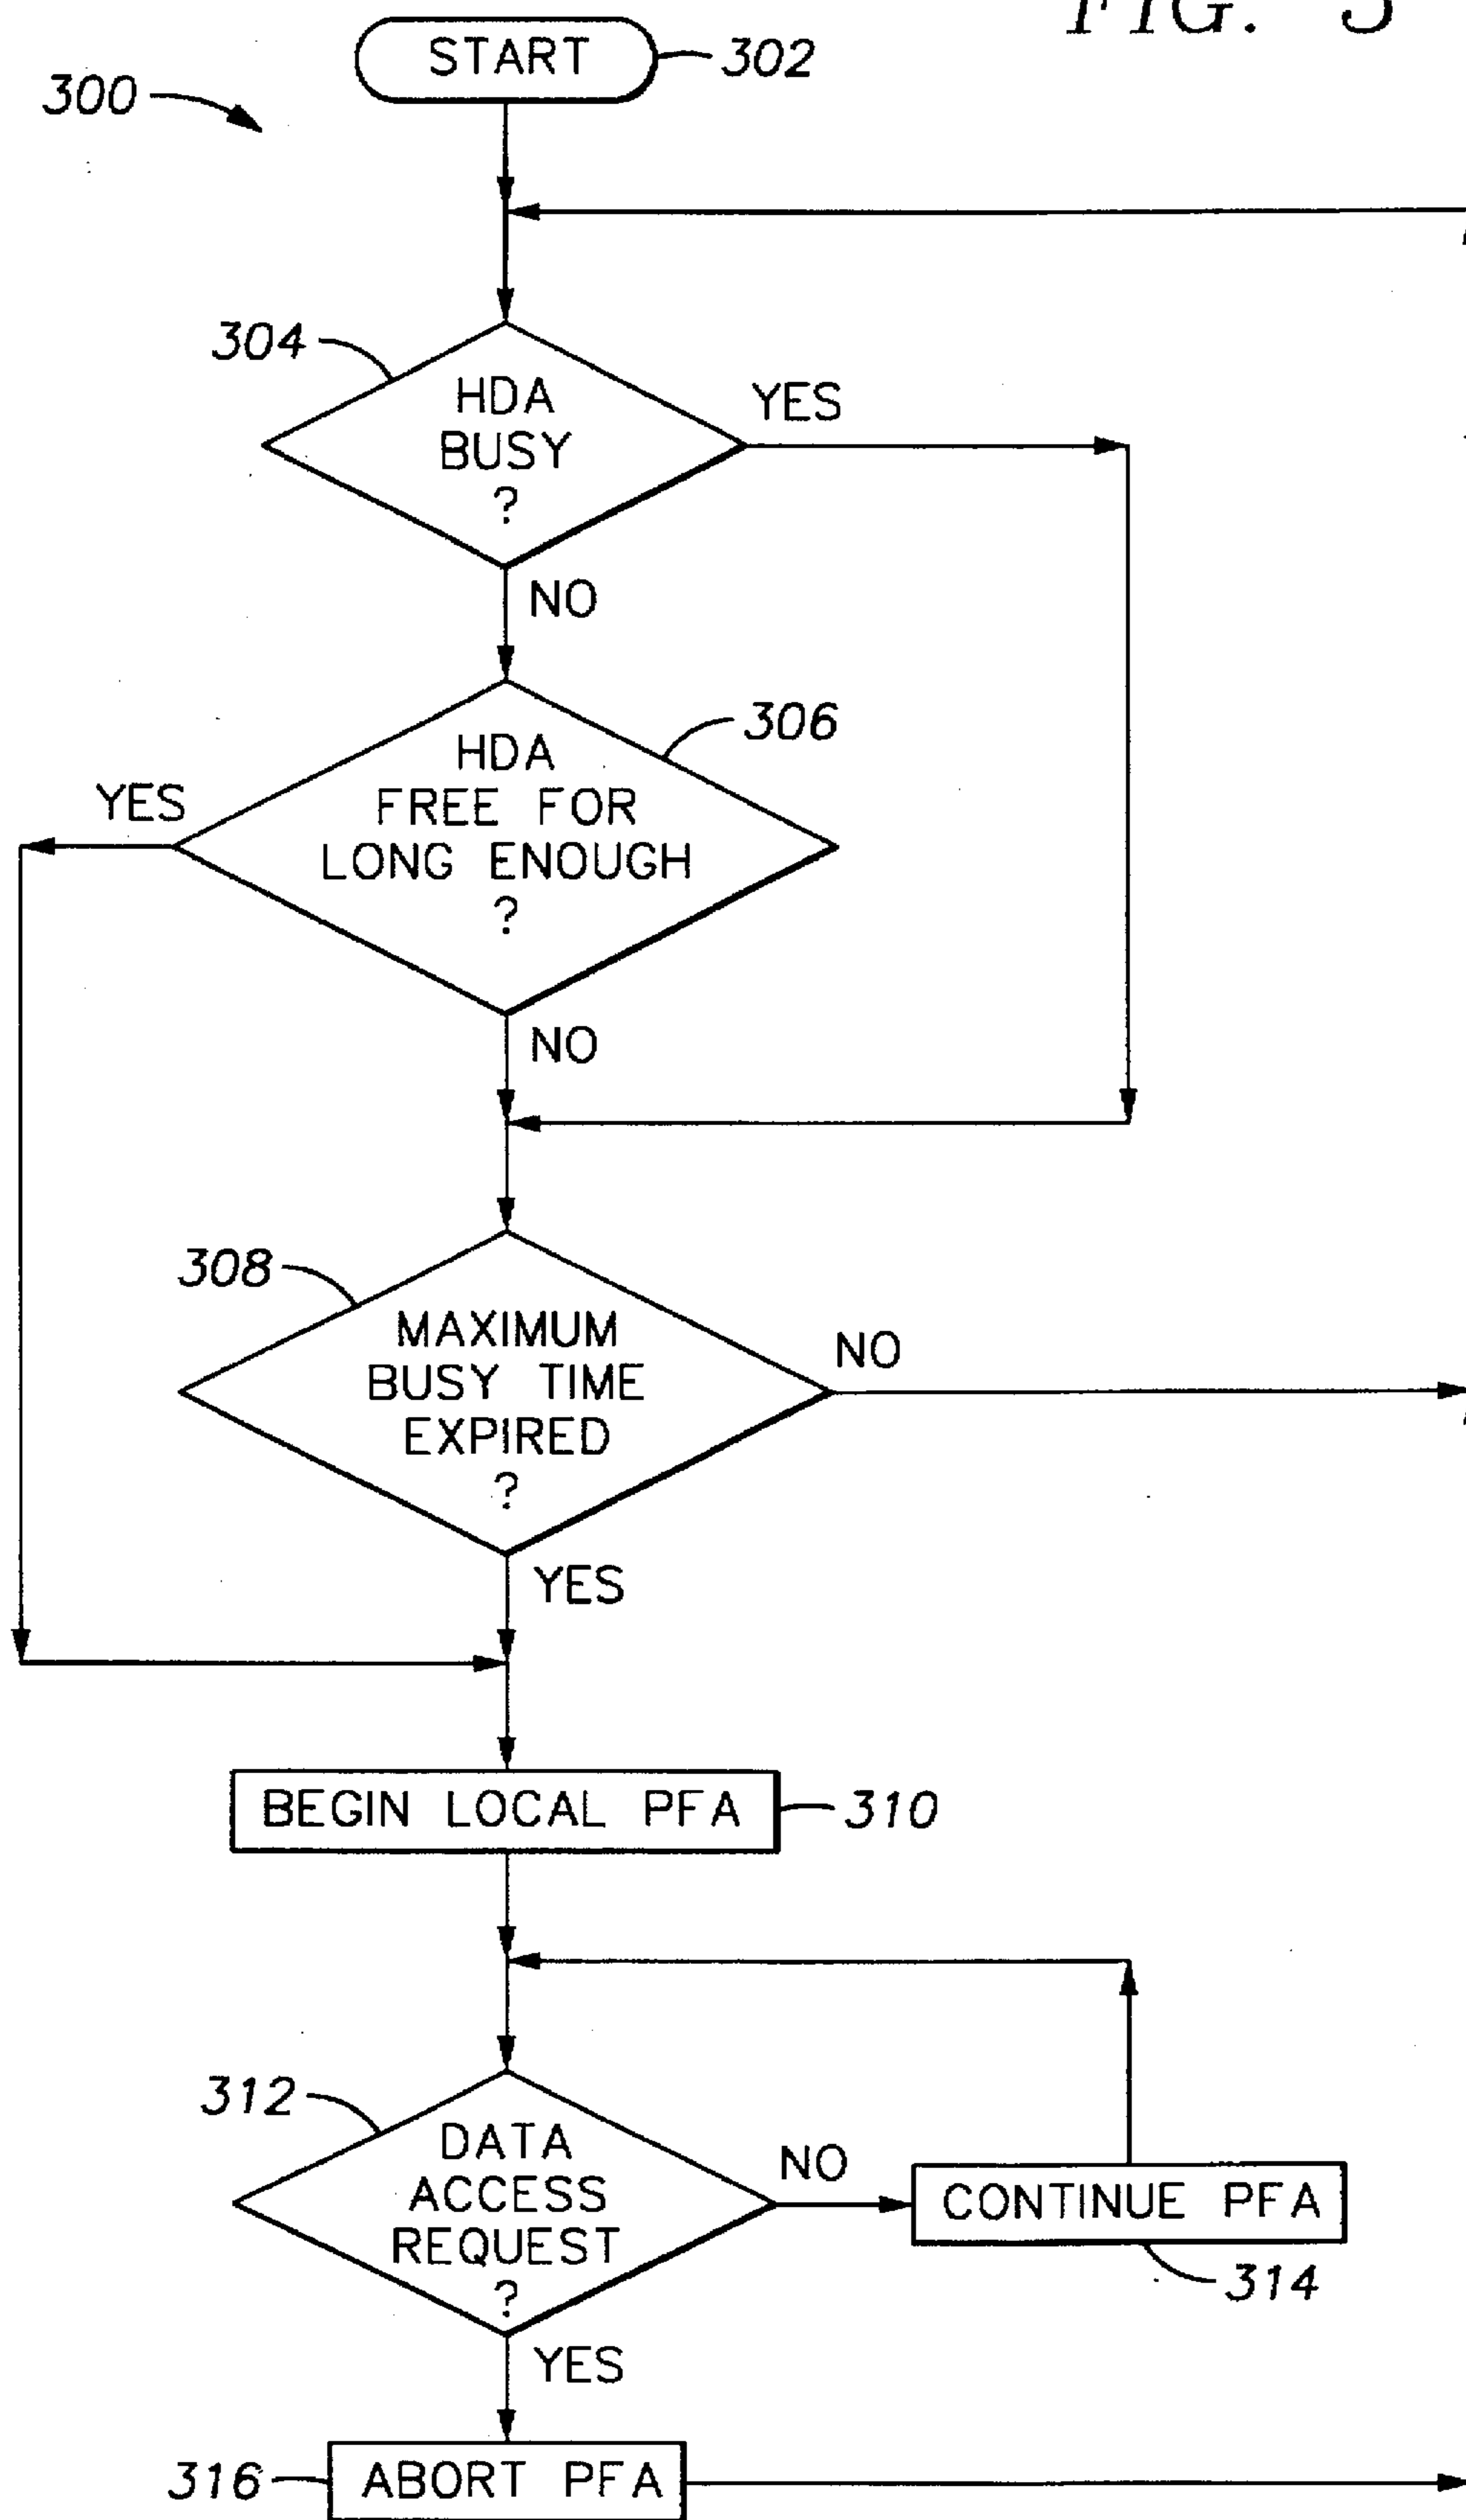 FIG. 3
START
302
300
304
HDA
BUSY
?
YES
NO
306
HDA
FREE FOR
LONG ENOUGH
?
YES
NO
308
MAXIMUM
BUSY TIME
EXPIRED
?
NO
YES
BEGIN LOCAL PFA
310
312
DATA
ACCESS
REQUEST
?
NO
CONTINUE PFA
314
YES
316
ABORT PFA